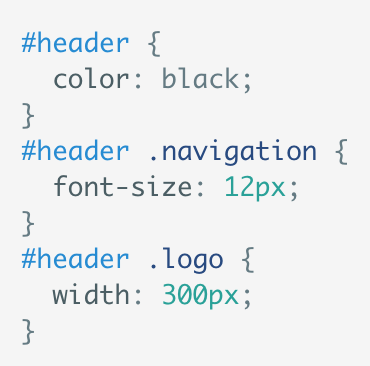 #header {
  color: black;
}
#header .navigation {
  font-size: 12px;
}
#header .logo {
  width: 300px;
}